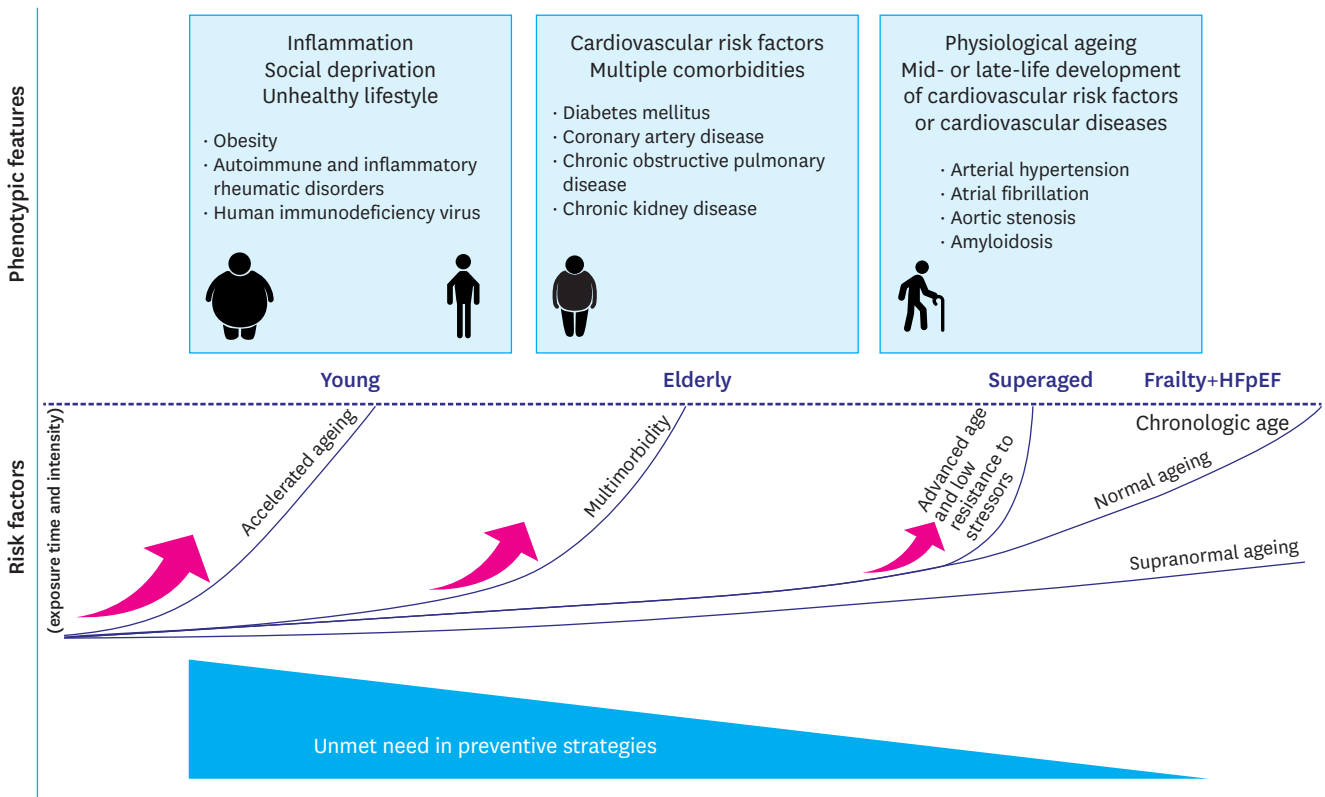 Phenotypic features
Inflammation
Social deprivation
Unhealthy lifestyle
· Obesity
· Autoimmune and inflammatory
rheumatic disorders
· Human immunodeficiency virus
Cardiovascular risk factors
Multiple comorbidities
· Diabetes mellitus
· Coronary artery disease
· Chronic obstructive pulmonary
disease
· Chronic kidney disease
Physiological ageing
Mid- or late-life development
of cardiovascular risk factors
or cardiovascular diseases
· Arterial hypertension
· Atrial fibrillation
· Aortic stenosis
· Amyloidosis
Young
Elderly
Superaged
Frailty+HFpEF
Risk factors
(exposure time and intensity)
Accelerated ageing
Multimorbidity
Advanced age
and low
resistance to
stressors
Chronologic age
Normal ageing
Supranormal ageing
Unmet need in preventive strategies